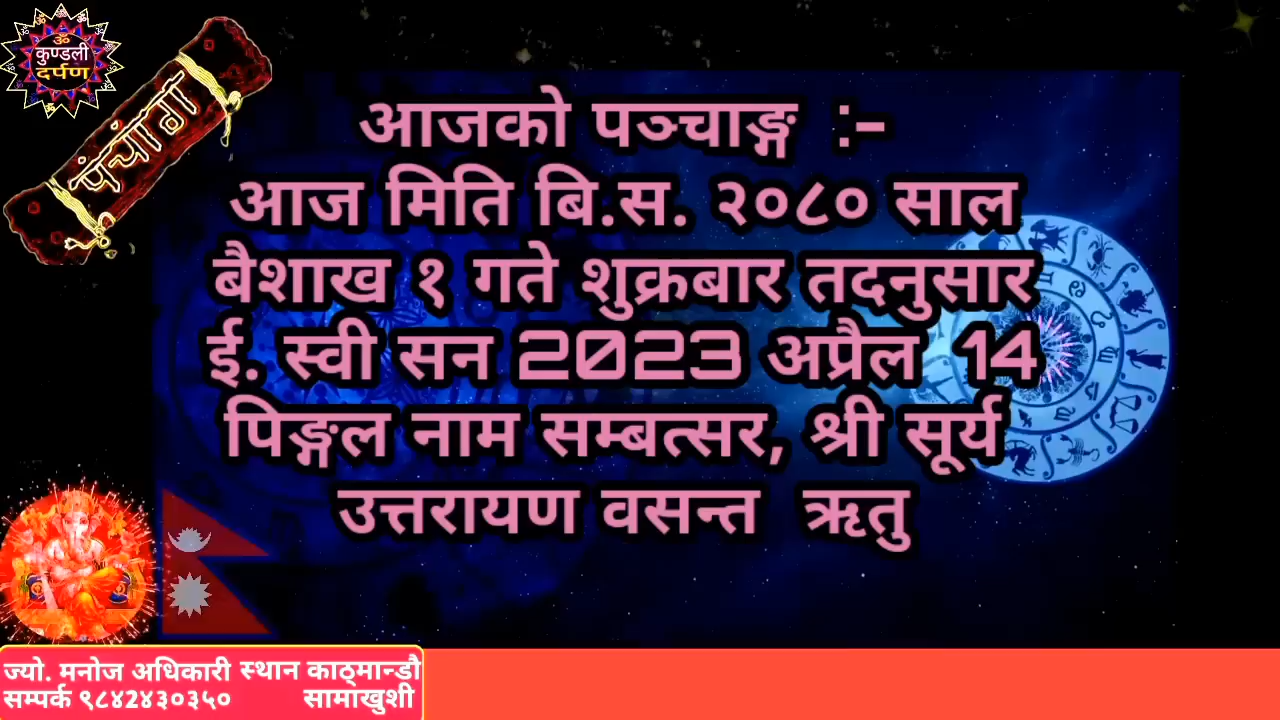 ॐ
कुण्डली
दर्पण
पंचांग
आजको पञ्चाङ्ग :-
आज मिति बि.स. २०८० साल
बैशाख १ गते शुक्रबार तदनुसार
ई. स्वी सन 2023 अप्रैल 14
पिङ्गल नाम सम्बत्सर, श्री सूर्य
उत्तरायण वसन्त ऋतु
ज्यो. मनोज अधिकारी स्थान काठ्मान्डौ
सम्पर्क ९८४२४३०३५० सामाखुशी